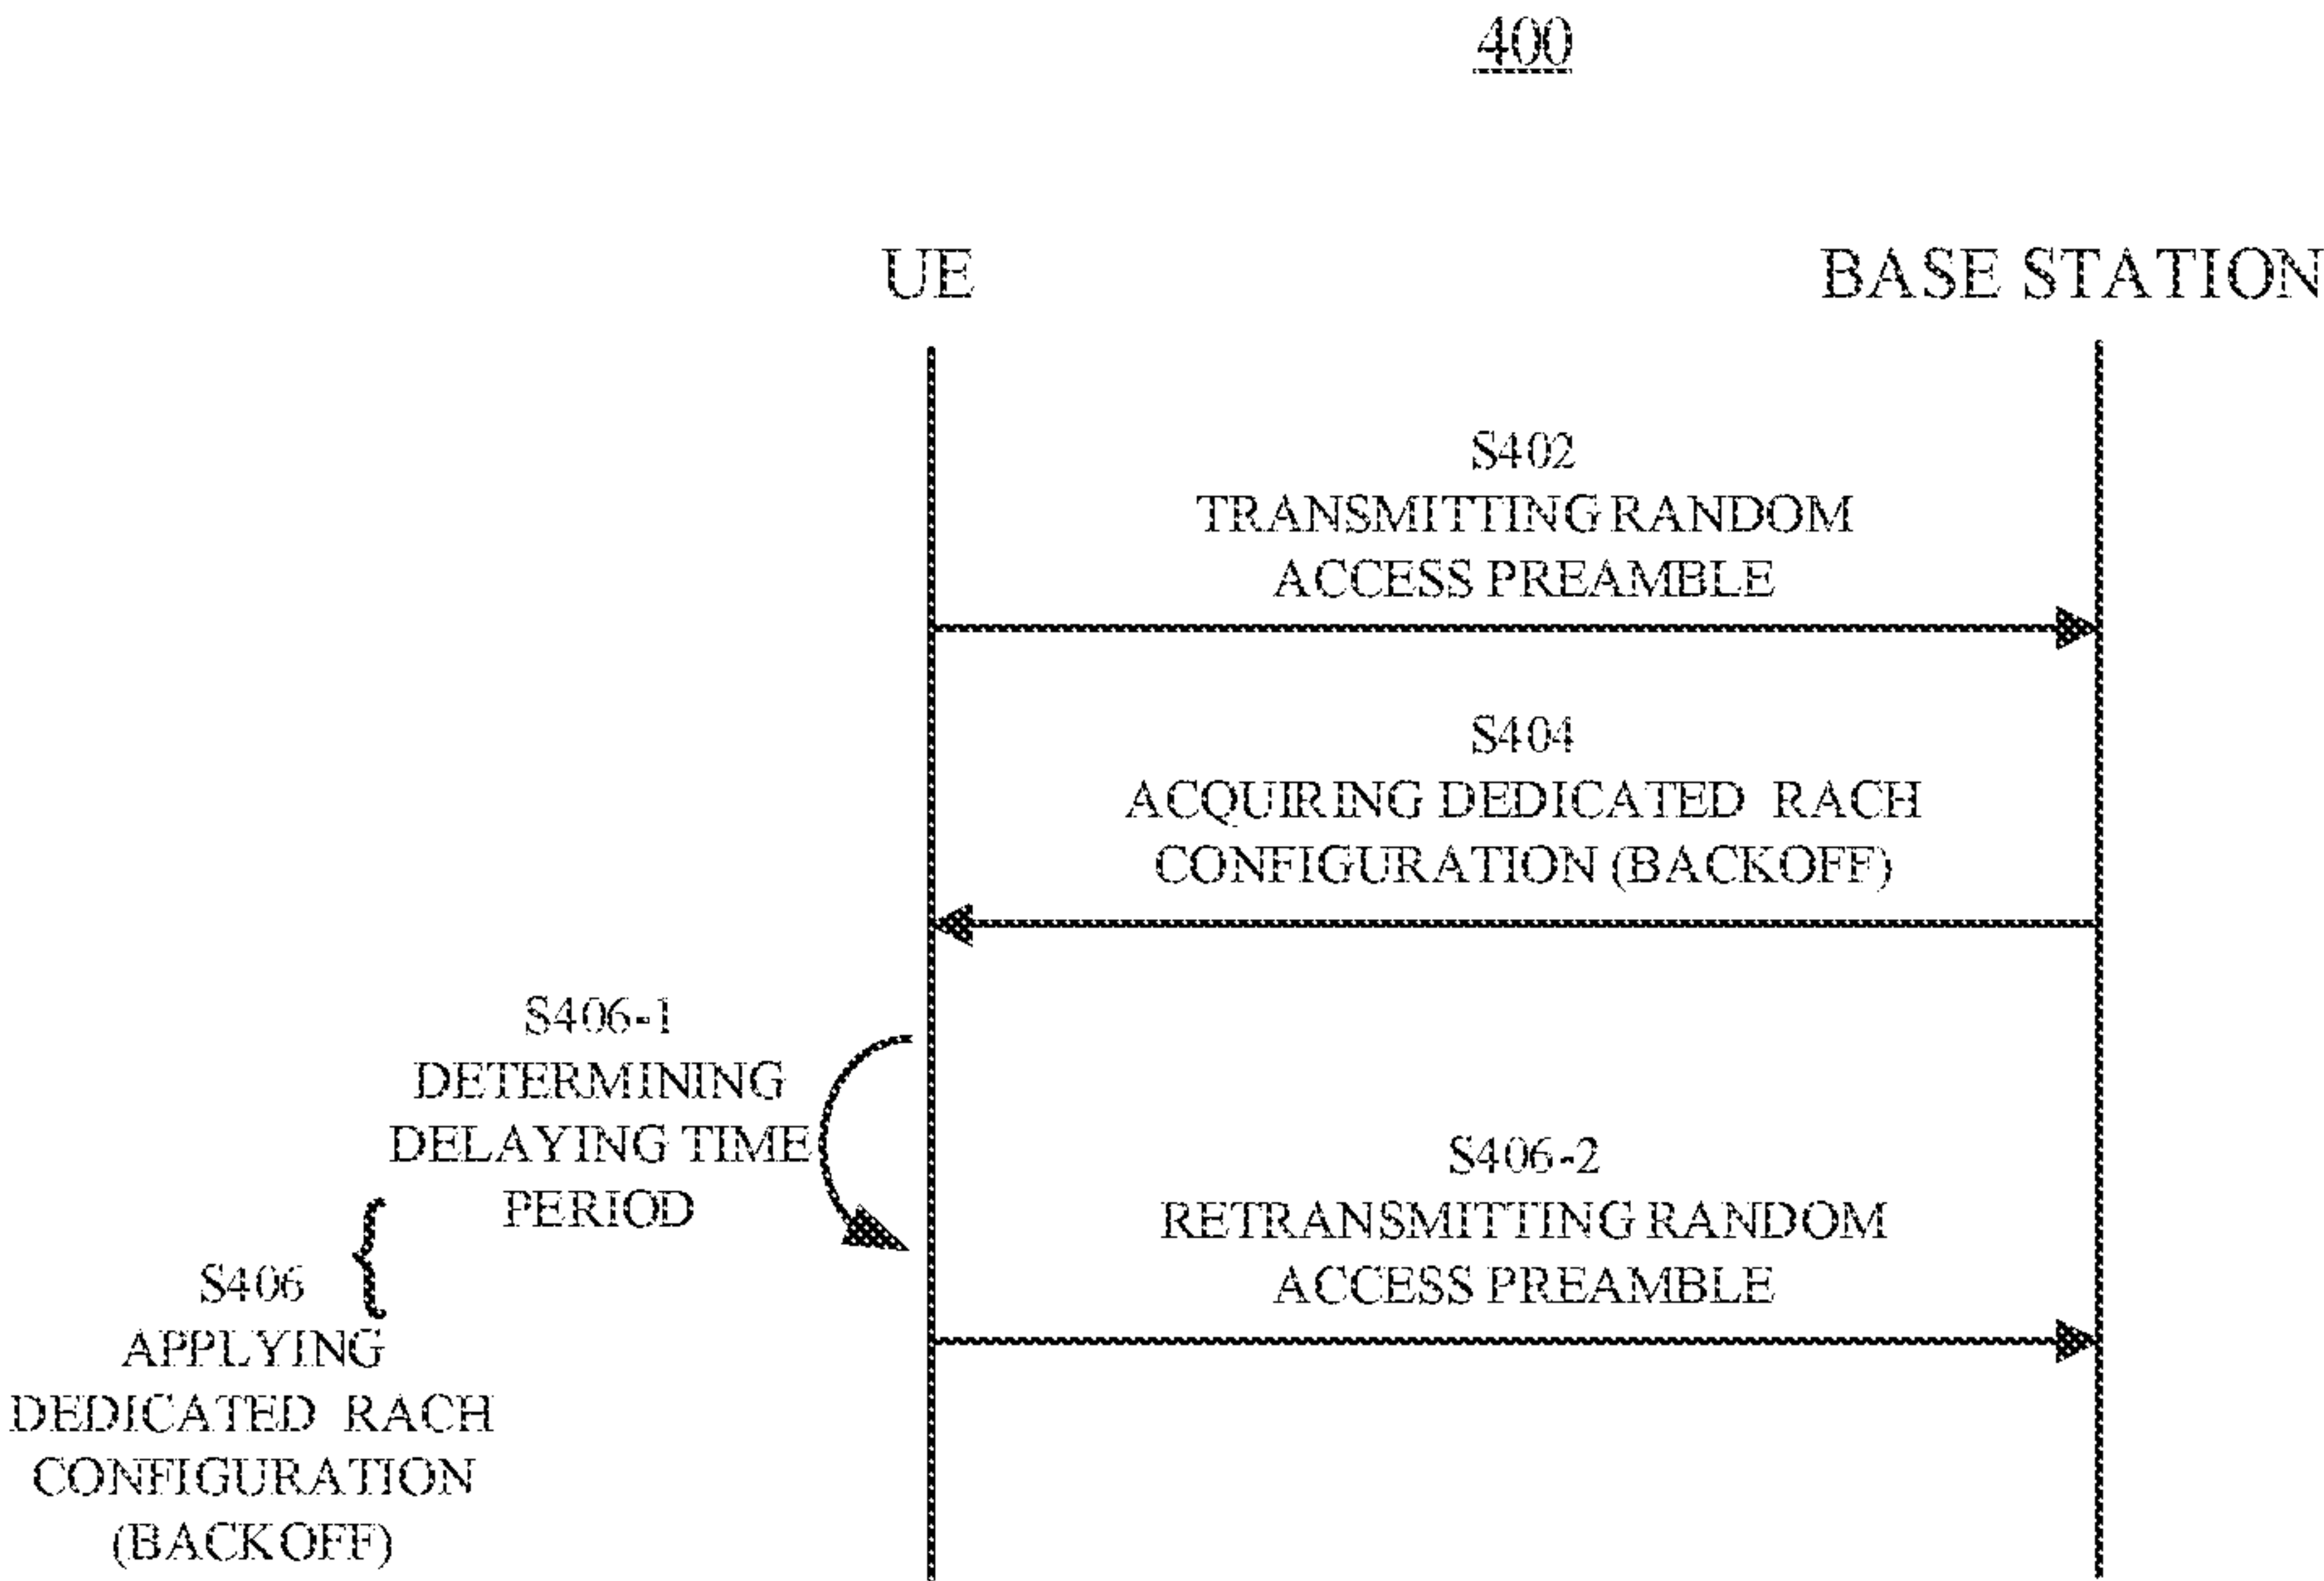 400
UE
BASE STATION
S402
TRANSMITTING RANDOM
ACCESS PREAMBLE
S404
ACQUIRING DEDICATED RACH
CONFIGURATION (BACKOFF)
S406-1
DETERMINING
DELAYING TIME
PERIOD
S406-2
RETRANSMITTING RANDOM
ACCESS PREAMBLE
S406
APPLYING
DEDICATED RACH
CONFIGURATION
(BACKOFF)